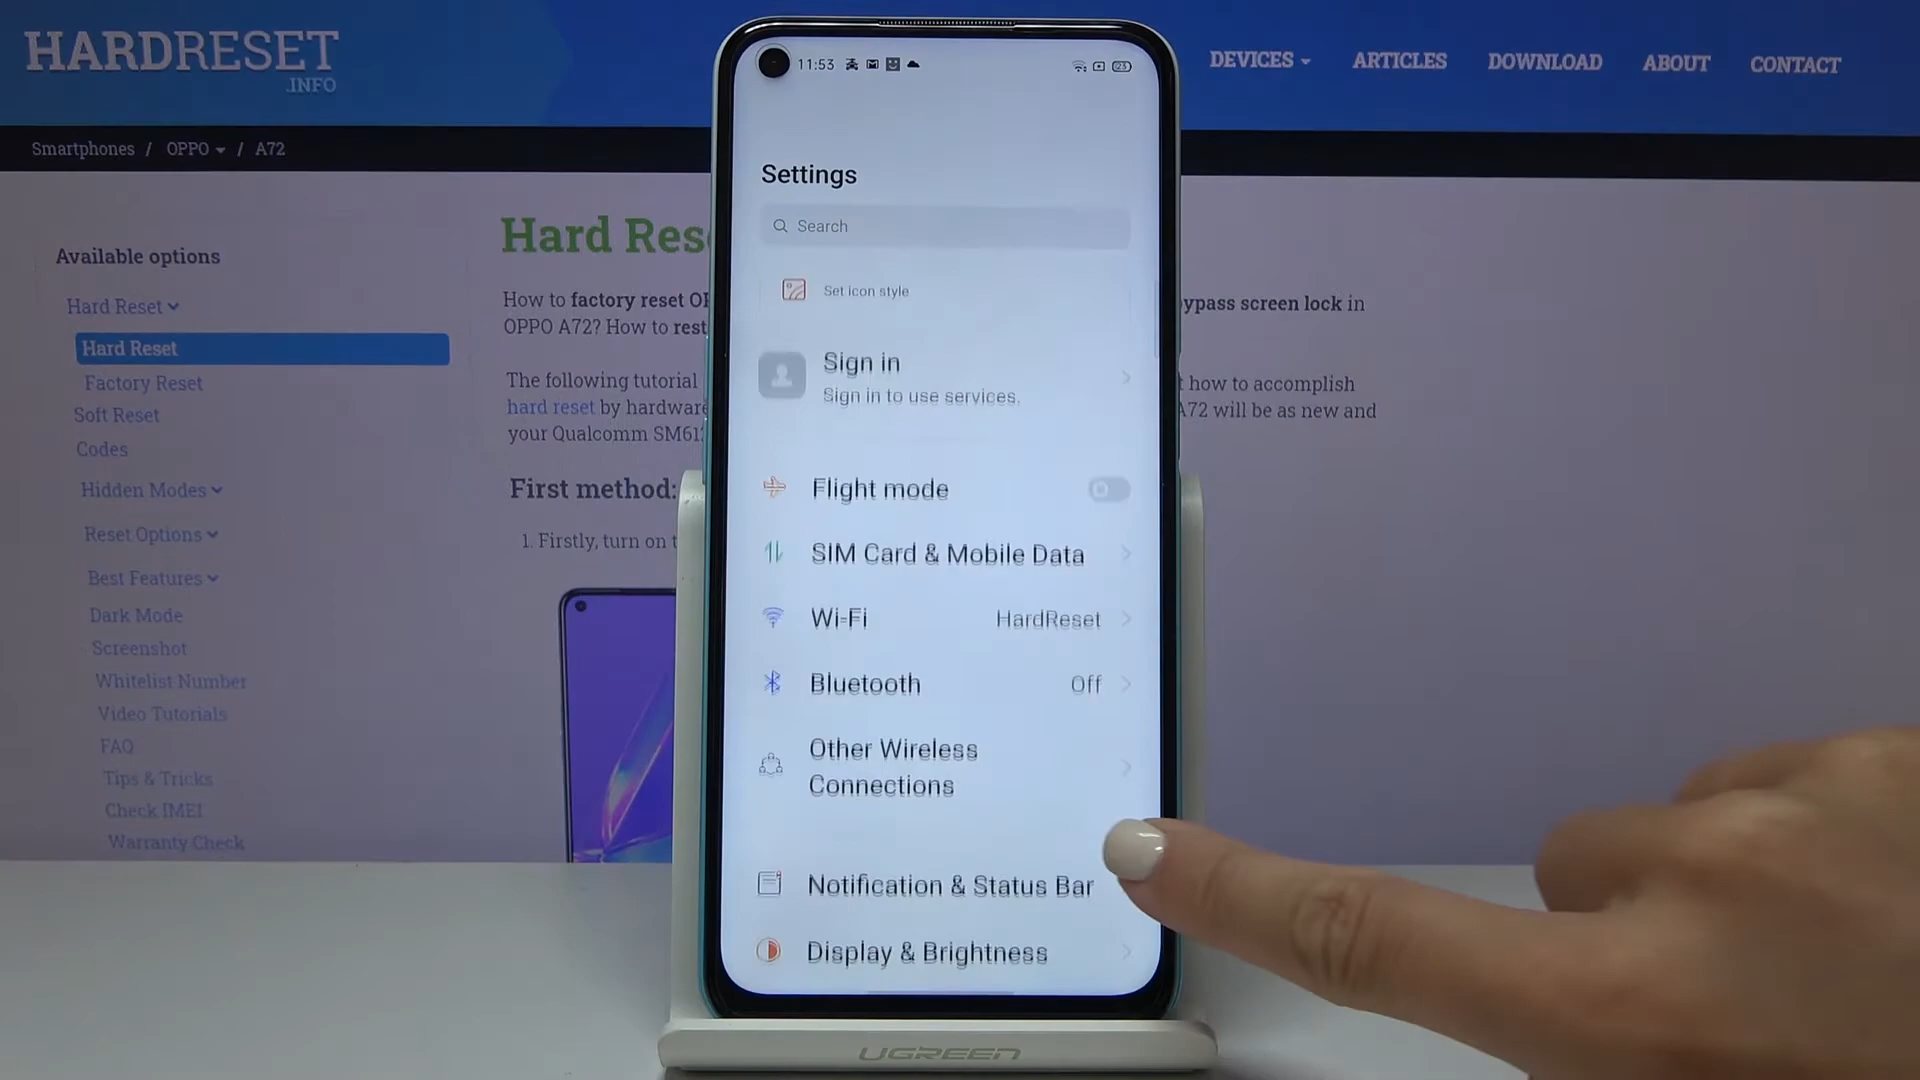 HARDRESET
.INFO
DEVICES
ARTICLES
DOWNLOAD
ABOUT
CONTACT
Smartphones / OPPO / A72
Available options
Hard Reset
Hard Reset
Factory Reset
Soft Reset
Codes
Hidden Modes
Reset Options
Best Features
Dark Mode
Screenshot
Whitelist Number
Video Tutorials
FAQ
Tips & Tricks
Check IMEI
Warranty Check
Hard Res
How to factory reset
OPPO A72? How to rest
The following tutorial
hard reset by hardware
your Qualcomm
First method:
1. Firstly, turn on t
ypass screen lock in
t how to accomplish
A72 will be as new and
11:53
23
Settings
Search
Set icon style
Sign in
Sign in to use services.
Flight mode
SIM Card & Mobile Data
Wi-Fi HardReset
Bluetooth Off
Other Wireless
Connections
Notification & Status Bar
Display & Brightness
UGREEN